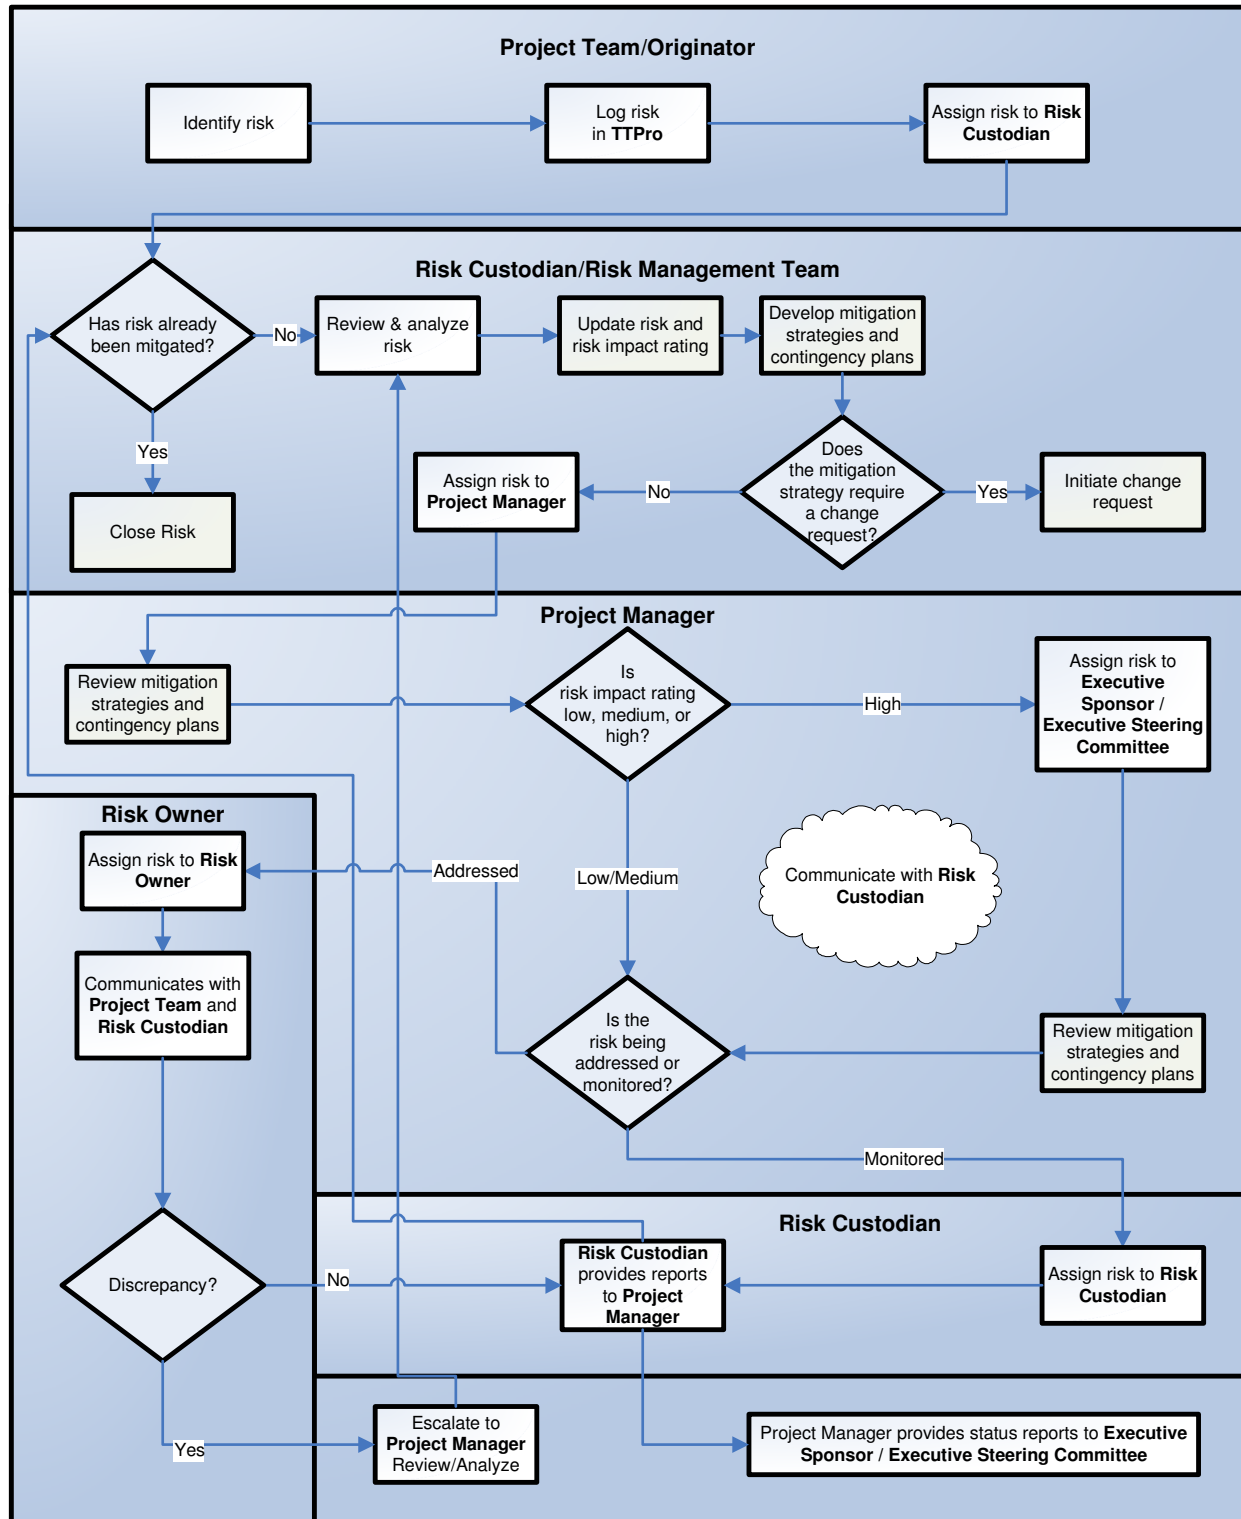 Project Team/Originator
Identify risk
Log risk
in TTPro
Assign risk to Risk
Custodian
Risk Custodian/Risk Management Team
Has risk already
been mitgated?
No
Review & analyze
risk
Update risk and
risk impact rating
Develop mitigation
strategies and
contingency plans
Yes
Close Risk
Assign risk to
Project Manager
No
Does
the mitigation
strategy require
a change
request?
Yes
Initiate change
request
Project Manager
Review mitigation
strategies and
contingency plans
Is
risk impact rating
low, medium, or
high?
High
Assign risk to
Executive
Sponsor /
Executive Steering
Committee
Risk Owner
Assign risk to Risk
Owner
Addressed
Low/Medium
Communicate with Risk
Custodian
Communicates with
Project Team and
Risk Custodian
Is the
risk being
addressed or
monitored?
Review mitigation
strategies and
contingency plans
Monitored
Risk Custodian
Discrepancy?
No
Risk Custodian
provides reports
to Project
Manager
Assign risk to Risk
Custodian
Yes
Escalate to
Project Manager
Review/Analyze
Project Manager provides status reports to Executive
Sponsor / Executive Steering Committee